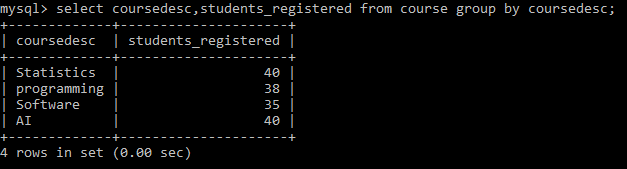 mysql> select coursedesc,students_registered from course group by coursedesc;
+-------------+---------------------+
| coursedesc  | students_registered |
+-------------+---------------------+
| Statistics  |                  40 |
| programming |                  38 |
| Software    |                  35 |
| AI          |                  40 |
+-------------+---------------------+
4 rows in set (0.00 sec)